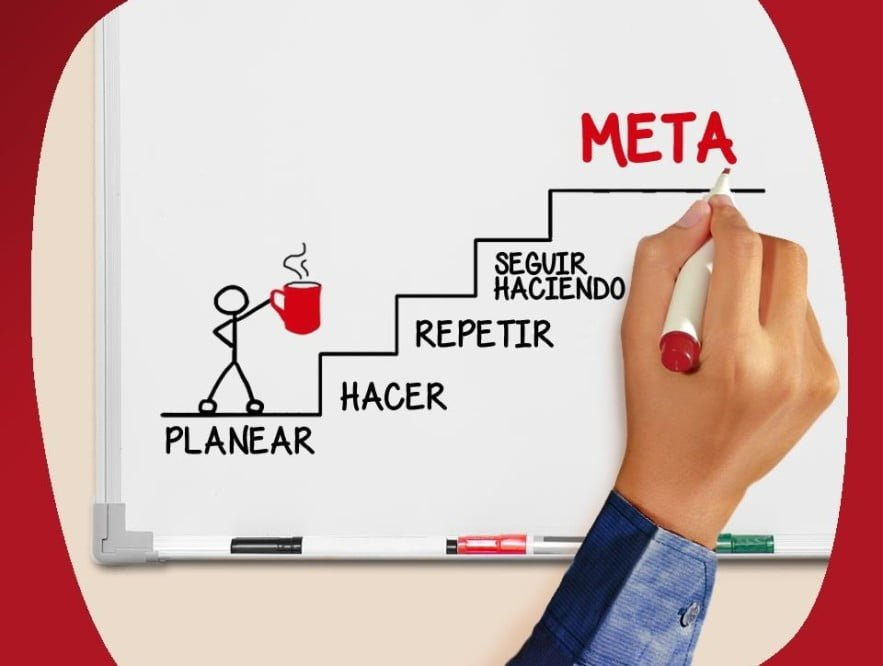 META
SEGUIR
HACIENDO
REPETIR
HACER
PLANEAR